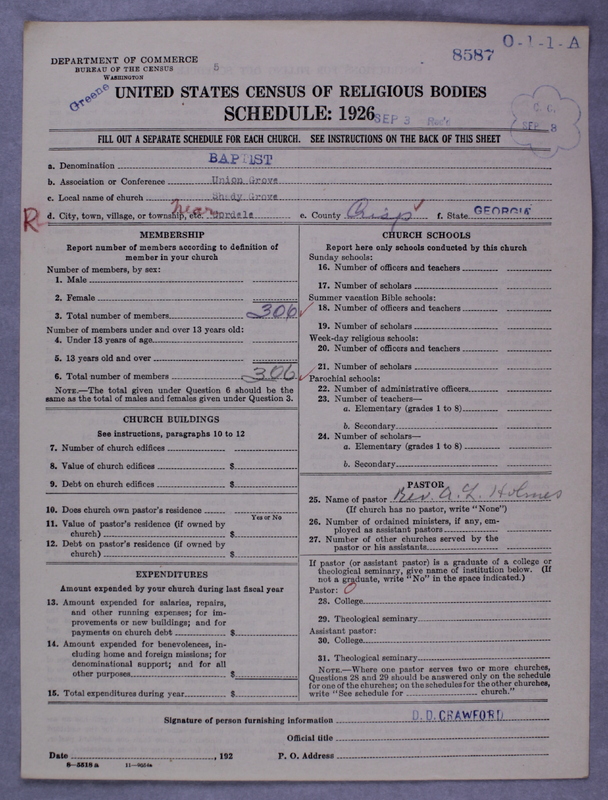 O-1-1-A
8587
DEPARTMENT OF COMMERCE
BUREAU OF THE CENSUS
WASHINGTON
5
Greene
UNITED STATES CENSUS OF RELIGIOUS BODIES
SCHEDULE: 1926
SEP 3
C. C.
SEP 8
FILL OUT A SEPARATE SCHEDULE FOR EACH CHURCH. SEE INSTRUCTIONS ON THE BACK OF THIS SHEET
a. Denomination BAPTIST
b. Association or Conference Union Grove
c. Local name of church Shady Grove
R d. City, town, village, or township, etc. near Cordele e. County Crisp ✓ f. State GEORGIA
MEMBERSHIP
Report number of members according to definition of
member in your church
Number of members, by sex:
1. Male
2. Female
3. Total number of members 306 ✓
Number of members under and over 13 years old:
4. Under 13 years of age
5. 13 years old and over
6. Total number of members 306 ✓
NOTE.—The total given under Question 6 should be the
same as the total of males and females given under Question 3.
CHURCH BUILDINGS
See instructions, paragraphs 10 to 12
7. Number of church edifices
8. Value of church edifices $
9. Debt on church edifices $
10. Does church own pastor's residence
Yes or No
11. Value of pastor's residence (if owned by
church) $
12. Debt on pastor's residence (if owned by
church) $
EXPENDITURES
Amount expended by your church during last fiscal year
13. Amount expended for salaries, repairs,
and other running expenses; for im-
provements or new buildings; and for
payments on church debt $
14. Amount expended for benevolences, in-
cluding home and foreign missions; for
denominational support; and for all
other purposes $
15. Total expenditures during year $
CHURCH SCHOOLS
Report here only schools conducted by this church
Sunday schools:
16. Number of officers and teachers
17. Number of scholars
Summer vacation Bible schools:
18. Number of officers and teachers
19. Number of scholars
Week-day religious schools:
20. Number of officers and teachers
21. Number of scholars
Parochial schools:
22. Number of administrative officers
23. Number of teachers—
a. Elementary (grades 1 to 8)
b. Secondary
24. Number of scholars—
a. Elementary (grades 1 to 8)
b. Secondary
PASTOR
25. Name of pastor Rev. A. L. Holmes
(If church has no pastor, write "None")
26. Number of ordained ministers, if any, em-
ployed as assistant pastors
27. Number of other churches served by the
pastor or his assistants
If pastor (or assistant pastor) is a graduate of a college or
theological seminary, give name of institution below. (If
not a graduate, write "No" in the space indicated.)
Pastor: 0
28. College
29. Theological seminary
Assistant pastor:
30. College
31. Theological seminary
NOTE.—Where one pastor serves two or more churches,
Questions 28 and 29 should be answered only on the schedule
for one of the churches; on the schedules for the other churches,
write "See schedule for church."
Signature of person furnishing information D. D. CRAWFORD
Official title
Date , 192 P. O. Address
8-5518 a